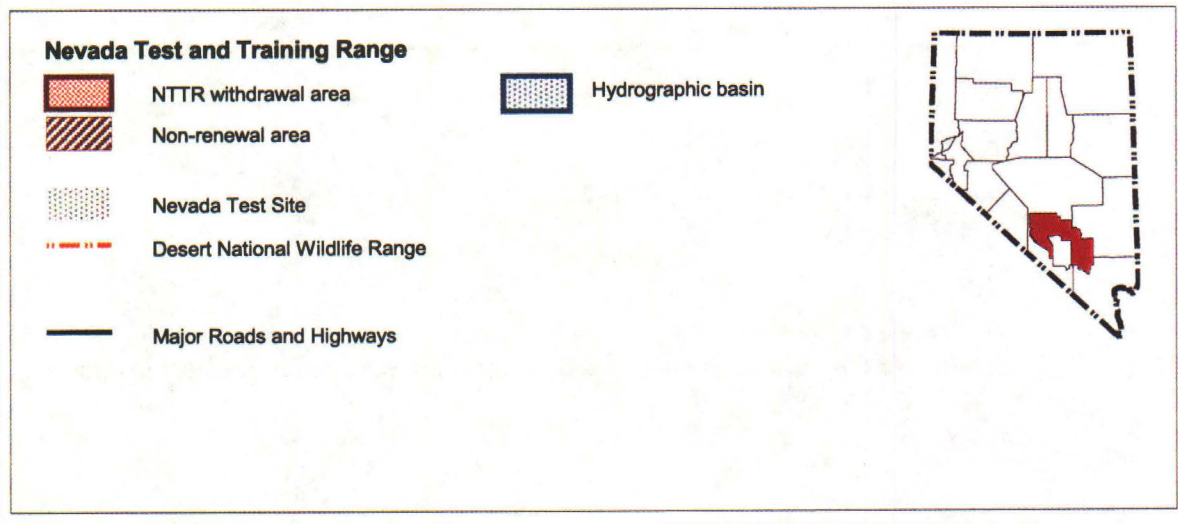 Nevada Test and Training Range
NTTR withdrawal area
Hydrographic basin
Non-renewal area
Nevada Test Site
Desert National Wildlife Range
Major Roads and Highways